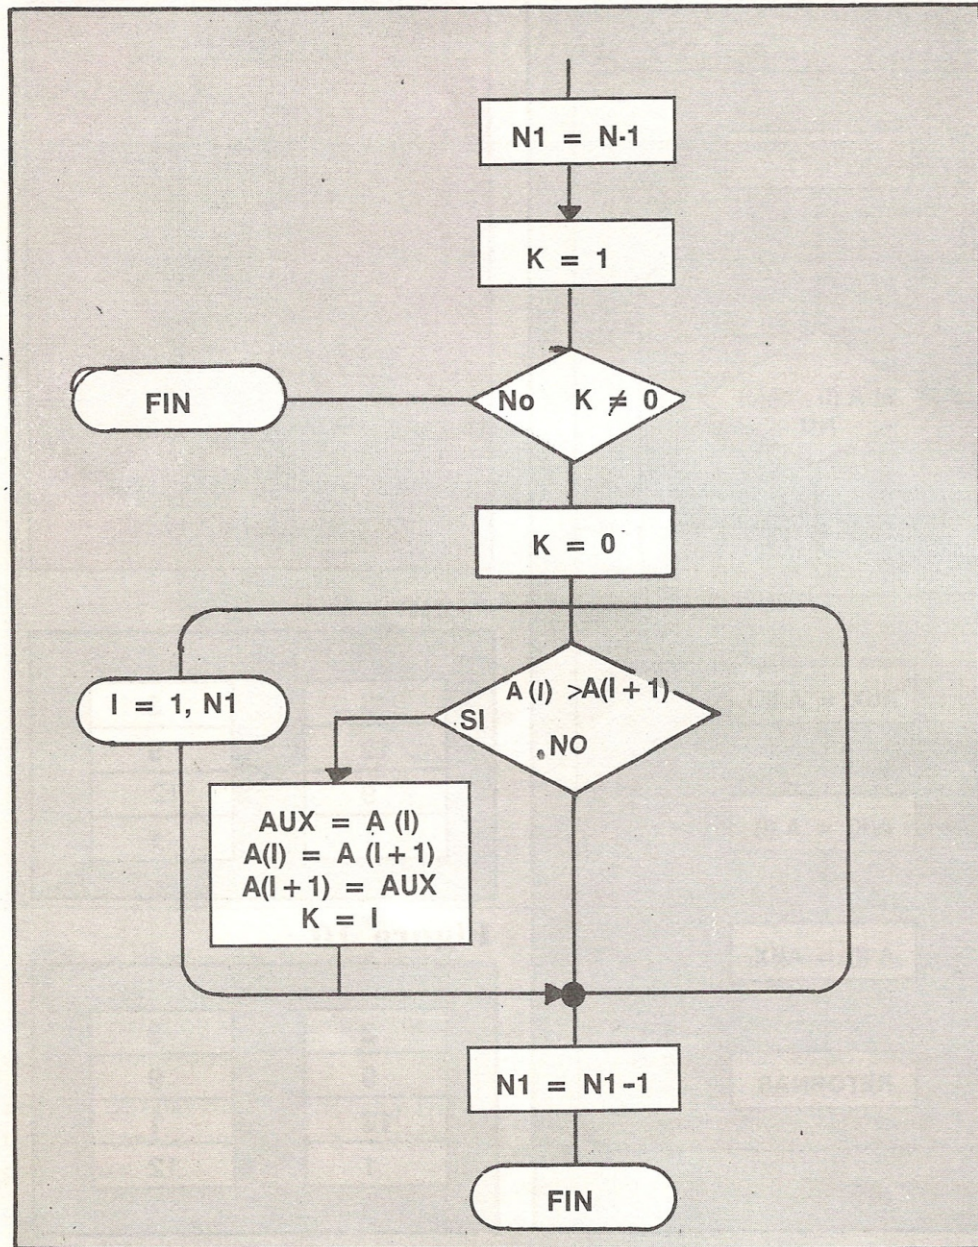 N1 = N-1
K = 1
FIN
No K ≠ 0
K = 0
I = 1, N1
A (I) >A(I + 1)
SI
.NO
AUX = A (I)
A(I) = A (I + 1)
A(I + 1) = AUX
K = I
N1 = N1-1
FIN